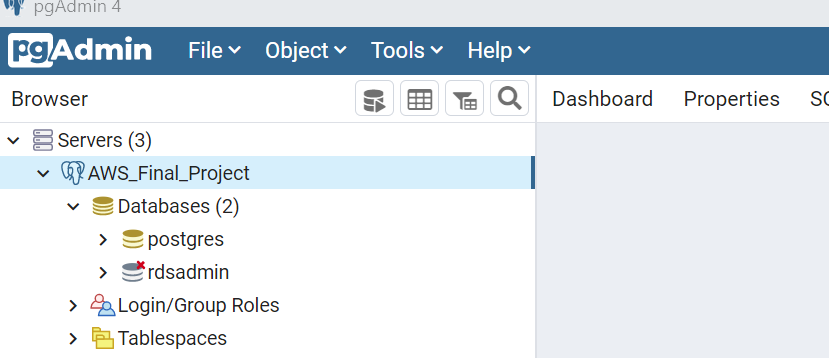 pgAdmin 4
pgAdmin File Object Tools Help
Browser Dashboard Properties
Servers (3)
AWS_Final_Project
Databases (2)
postgres
rdsadmin
Login/Group Roles
Tablespaces